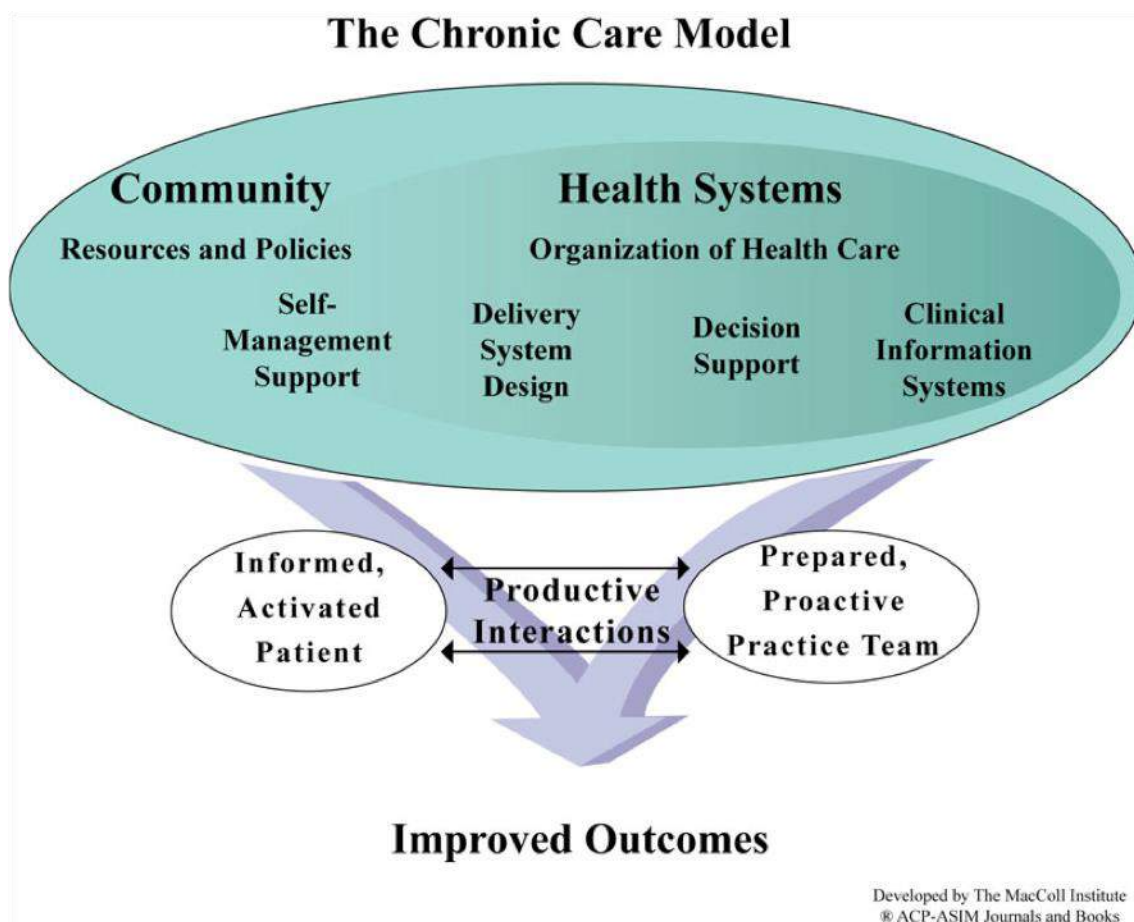 The Chronic Care Model
Community
Health Systems
Resources and Policies
Organization of Health Care
Self-
Management
Support
Delivery
System
Design
Decision
Support
Clinical
Information
Systems
Informed,
Activated
Patient
Productive
Interactions
Prepared,
Proactive
Practice Team
Improved Outcomes
Developed by The MacColl Institute
® ACP-ASIM Journals and Books